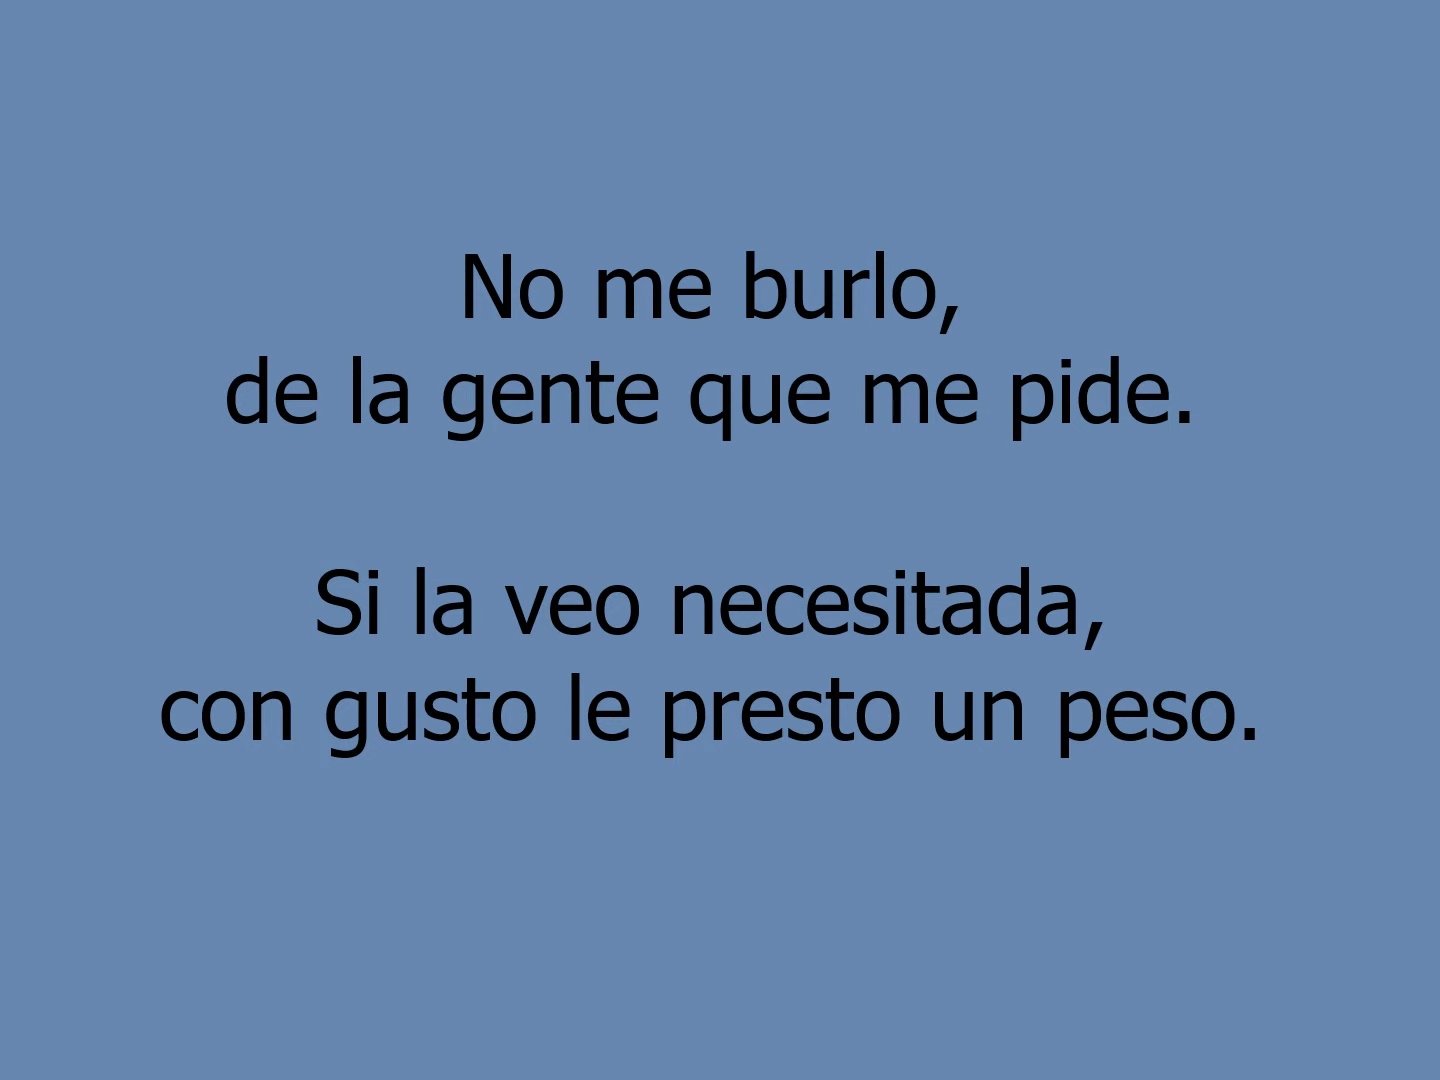 No me burlo,
de la gente que me pide.
Si la veo necesitada,
con gusto le presto un peso.